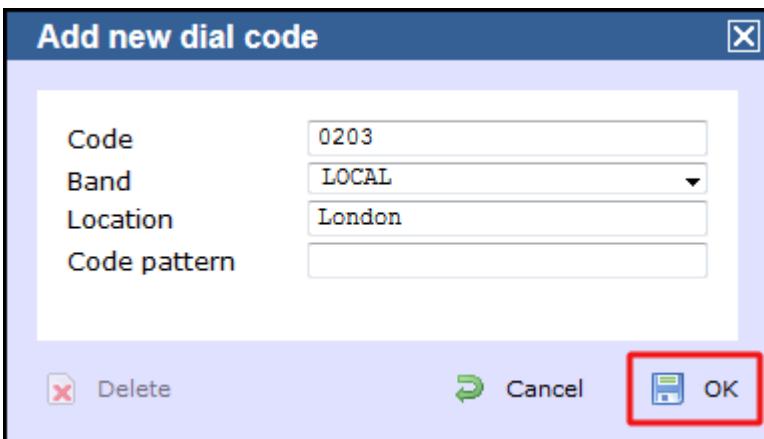 Add new dial code
Code 0203
Band LOCAL
Location London
Code pattern
Delete Cancel OK